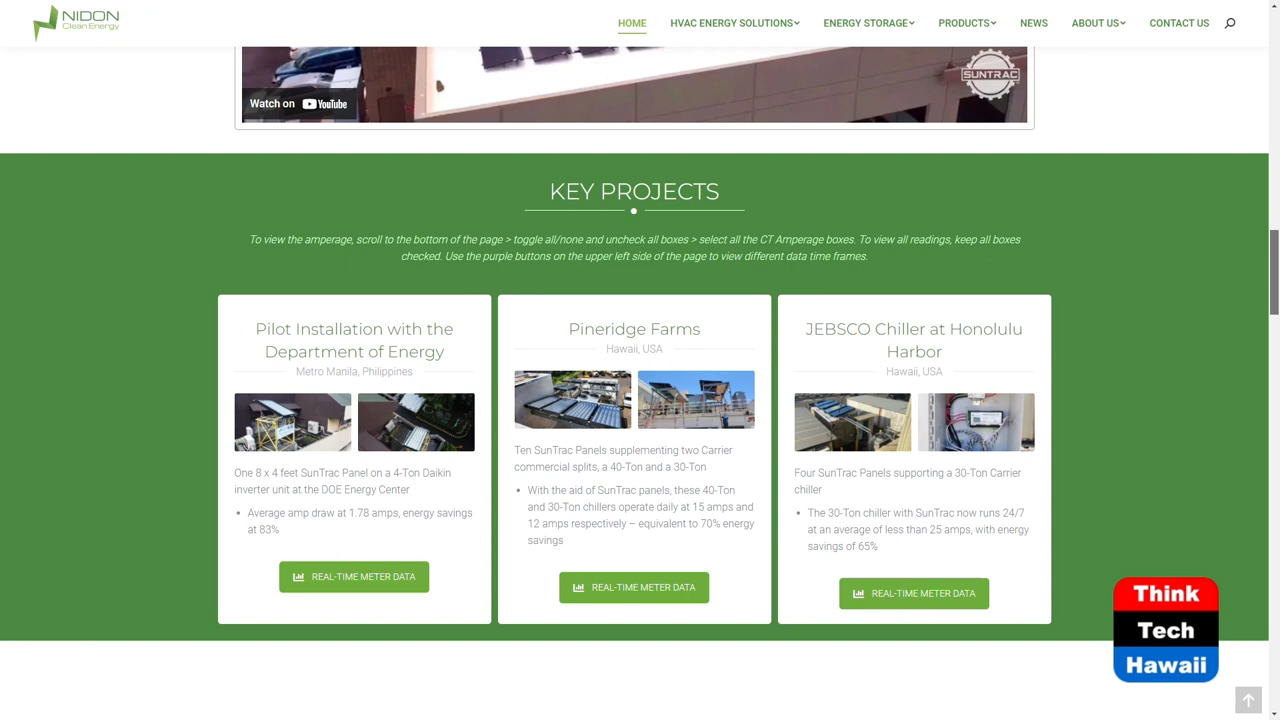 NIDON
Clean Energy
HOME
HVAC ENERGY SOLUTIONS
ENERGY STORAGE
PRODUCTS
NEWS
ABOUT US
CONTACT US
SUNTRAC
Watch on YouTube
KEY PROJECTS
To view the amperage, scroll to the bottom of the page > toggle all/none and uncheck all boxes > select all the CT Amperage boxes. To view all readings, keep all boxes
checked. Use the purple buttons on the upper left side of the page to view different data time frames.
Pilot Installation with the
Department of Energy
Metro Manila, Philippines
One 8 x 4 feet SunTrac Panel on a 4-Ton Daikin
inverter unit at the DOE Energy Center
• Average amp draw at 1.78 amps, energy savings
at 83%
REAL-TIME METER DATA
Pineridge Farms
Hawaii, USA
Ten SunTrac Panels supplementing two Carrier
commercial splits, a 40-Ton and a 30-Ton
• With the aid of SunTrac panels, these 40-Ton
and 30-Ton chillers operate daily at 15 amps and
12 amps respectively – equivalent to 70% energy
savings
REAL-TIME METER DATA
JEBSCO Chiller at Honolulu
Harbor
Hawaii, USA
Four SunTrac Panels supporting a 30-Ton Carrier
chiller
• The 30-Ton chiller with SunTrac now runs 24/7
at an average of less than 25 amps, with energy
savings of 65%
REAL-TIME METER DATA
Think
Tech
Hawaii